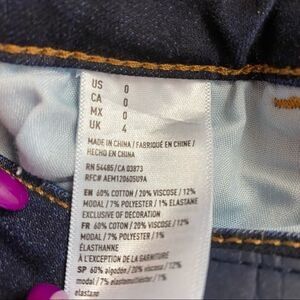 US 0
CA 0
MX 0
UK 4
MADE IN CHINA / FABRIQUÉ EN CHINE /
HECHO EN CHINA
RN 54485/CA 03873
RFC# AEM12060SU9A
EN 60% COTTON / 20% VISCOSE / 12%
MODAL / 7% POLYESTER / 1% ELASTANE
EXCLUSIVE OF DECORATION
FR 60% COTON / 20% VISCOSE / 12%
MODAL / 7% POLYESTER / 1%
ÉLASTHANNE
À L'EXCEPTION DE LA GARNITURE
SP 60% algodón / 20% viscose / 12%
modal / 7% poliéster / 1%
elastane